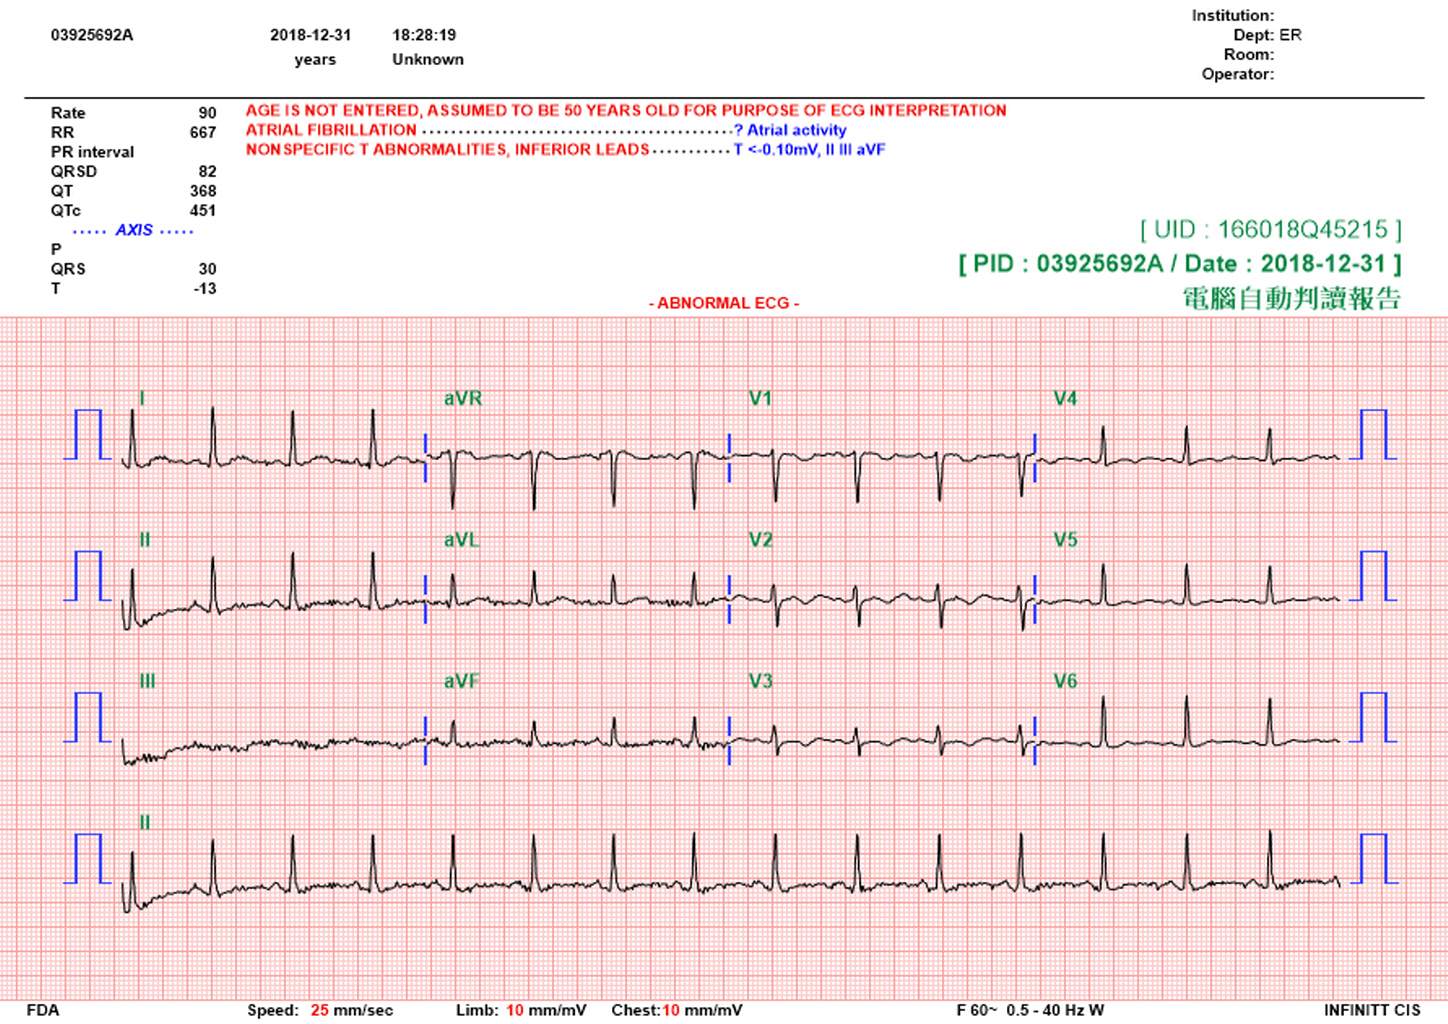 Institution:
03925692A 2018-12-31 18:28:19 Dept: ER
years Unknown Room:
Operator:
Rate 90 AGE IS NOT ENTERED, ASSUMED TO BE 50 YEARS OLD FOR PURPOSE OF ECG INTERPRETATION
RR 667 ATRIAL FIBRILLATION ........................................? Atrial activity
PR interval NONSPECIFIC T ABNORMALITIES, INFERIOR LEADS...........T <-0.10mV, II III aVF
QRSD 82
QT 368
QTc 451
..... AXIS .....
P
QRS 30
T -13
[ UID : 166018Q45215 ]
[ PID : 03925692A / Date : 2018-12-31 ]
電腦自動判讀報告
- ABNORMAL ECG -
I aVR V1 V4
II aVL V2 V5
III aVF V3 V6
II
FDA Speed: 25 mm/sec Limb: 10 mm/mV Chest:10 mm/mV F 60~ 0.5 - 40 Hz W INFINITT CIS